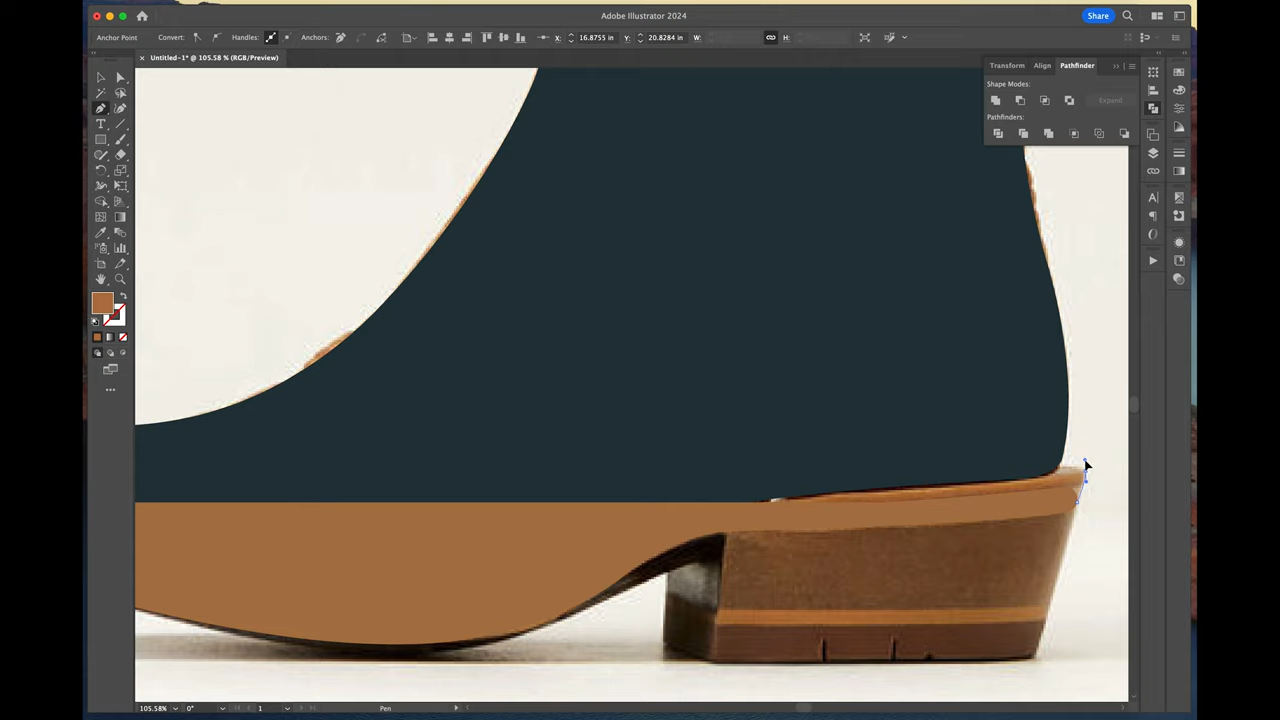 Adobe Illustrator 2024
Share
Anchor Point
Convert:
Handles:
Anchors:
X: 16.8755 in
Y: 20.8284 in
W:
H:
× Untitled-1* @ 105.58 % (RGB/Preview)
Transform Align Pathfinder
Shape Modes:
Expand
Pathfinders:
105.58%
0°
1
Pen